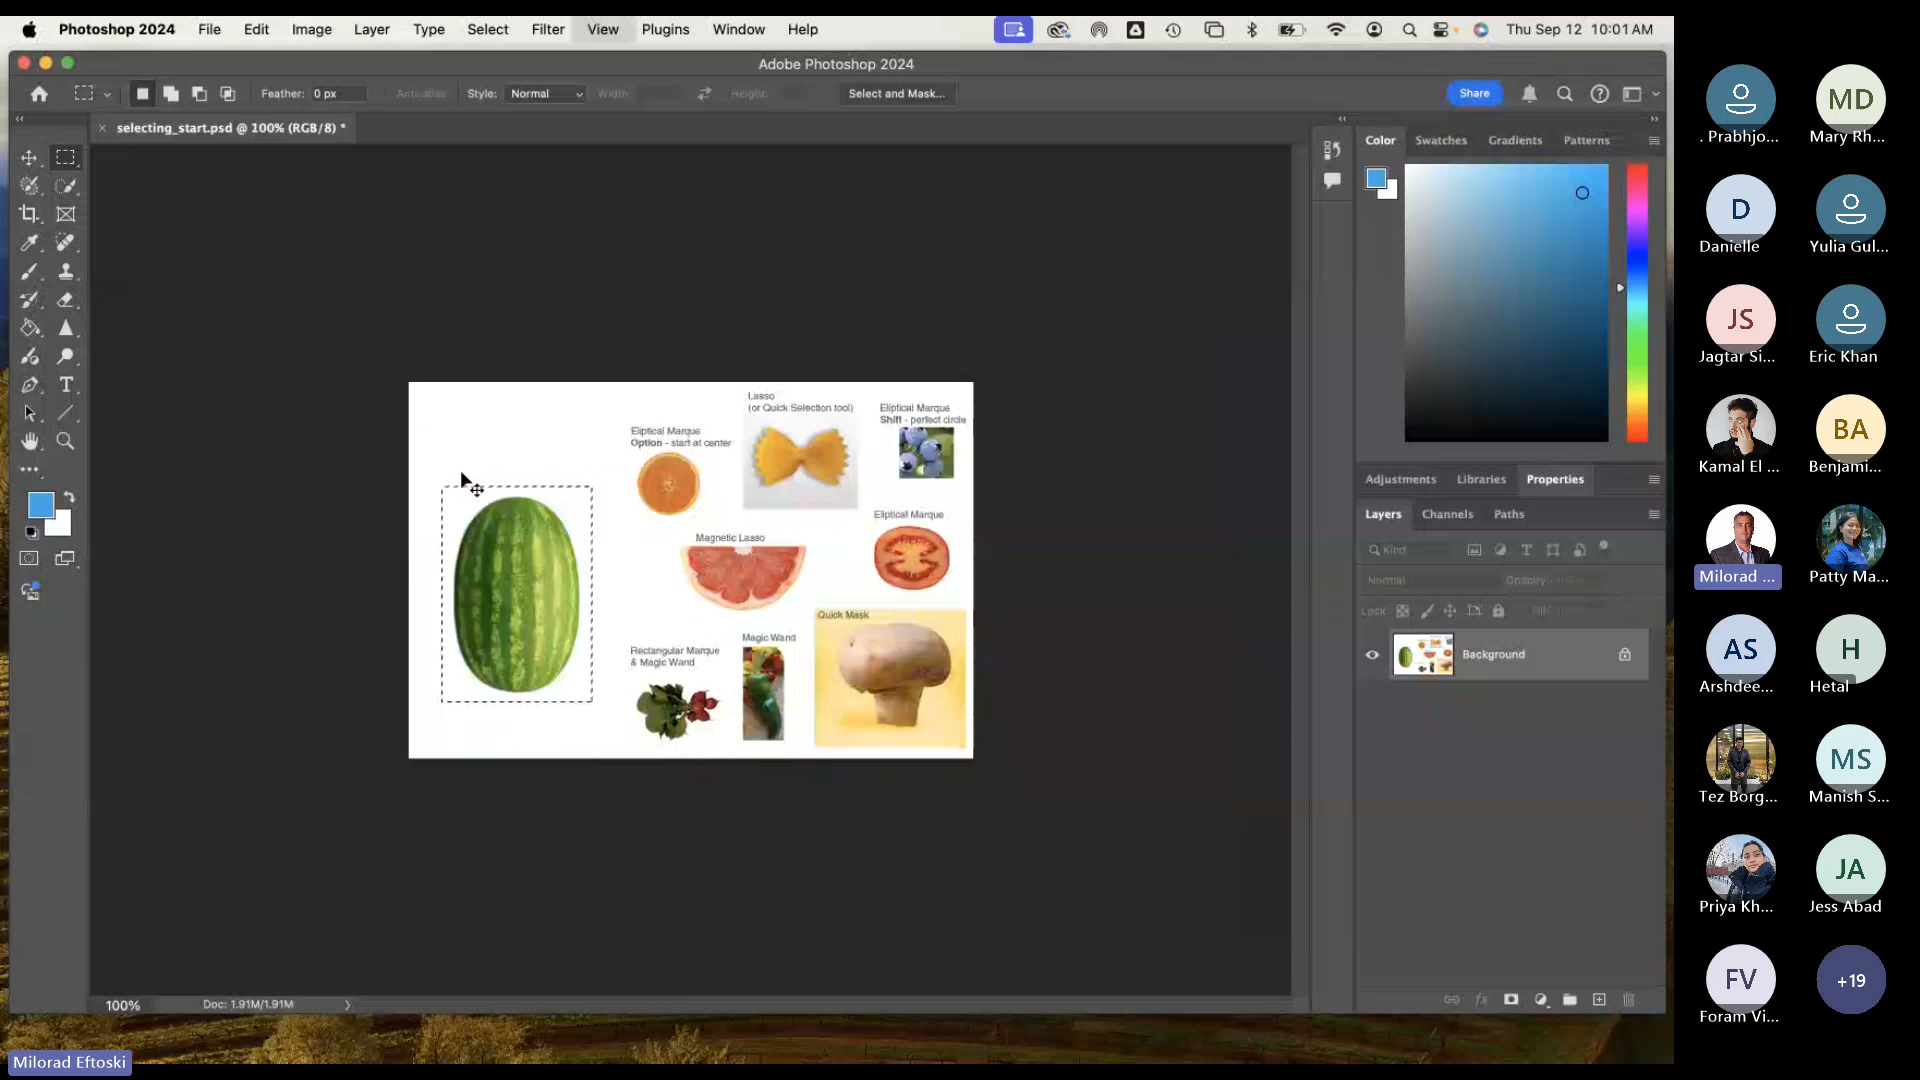 Photoshop 2024 File Edit Image Layer Type Select Filter View Plugins Window Help Thu Sep 12 10:01 AM
Adobe Photoshop 2024
Feather: 0 px Anti-alias Style: Normal Width: Height: Select and Mask... Share
selecting_start.psd @ 100% (RGB/8) *
Color Swatches Gradients Patterns
Lasso
(or Quick Selection tool)
Eliptical Marque
Shift - perfect circle
Eliptical Marque
Option - start at center
Eliptical Marque
Magnetic Lasso
Quick Mask
Magic Wand
Rectangular Marque
& Magic Wand
Adjustments Libraries Properties
Layers Channels Paths
Kind
Normal Opacity:
Lock: Fill:
Background
fx
100% Doc: 1.91M/1.91M
T
. Prabhjo...
MD
Mary Rh...
D
Danielle
Yulia Gul...
JS
Jagtar Si...
Eric Khan
Kamal El ...
BA
Benjami...
Milorad ...
Patty Ma...
AS
Arshdee...
H
Hetal
Tez Borg...
MS
Manish S...
Priya Kh...
JA
Jess Abad
FV
Foram Vi...
+19
Milorad Eftoski